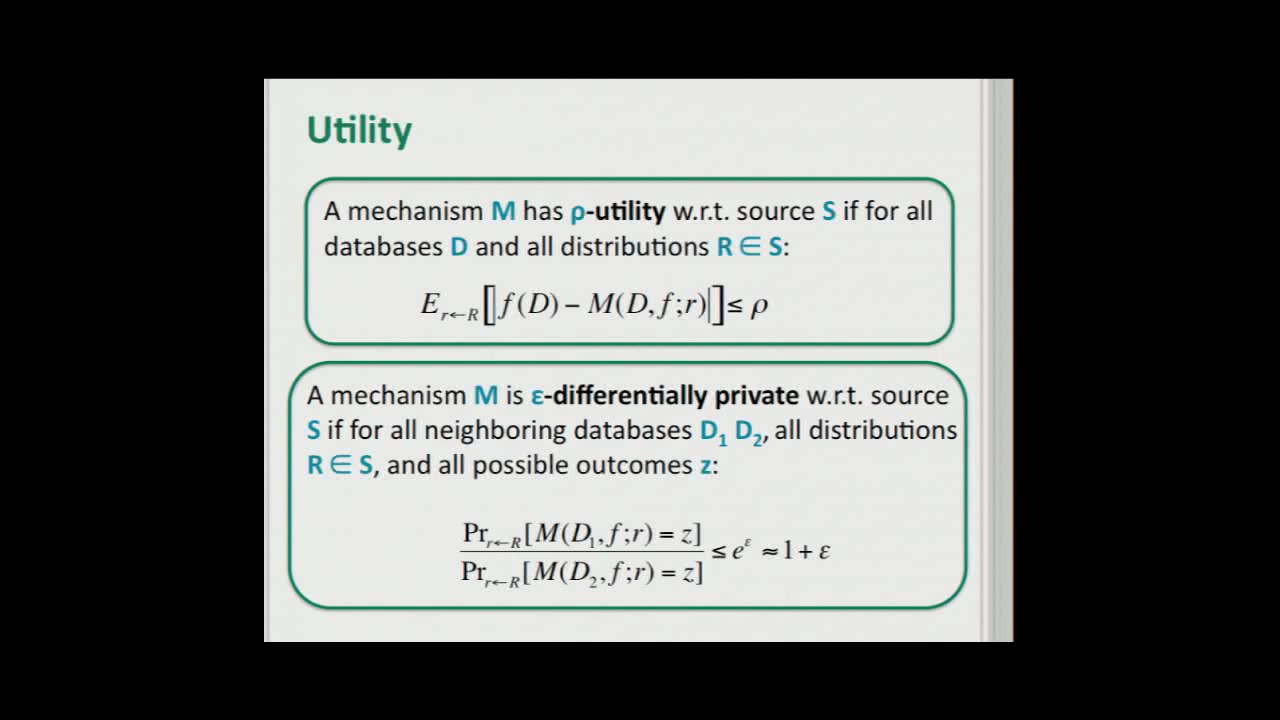 Utility
A mechanism M has ρ-utility w.r.t. source S if for all
databases D and all distributions R ∈ S:
E_{r←R}[|f(D) − M(D,f;r)|] ≤ ρ
A mechanism M is ε-differentially private w.r.t. source
S if for all neighboring databases D₁ D₂, all distributions
R ∈ S, and all possible outcomes z:
Pr_{r←R}[M(D₁,f;r) = z]
≤ e^ε ≈ 1 + ε
Pr_{r←R}[M(D₂,f;r) = z]